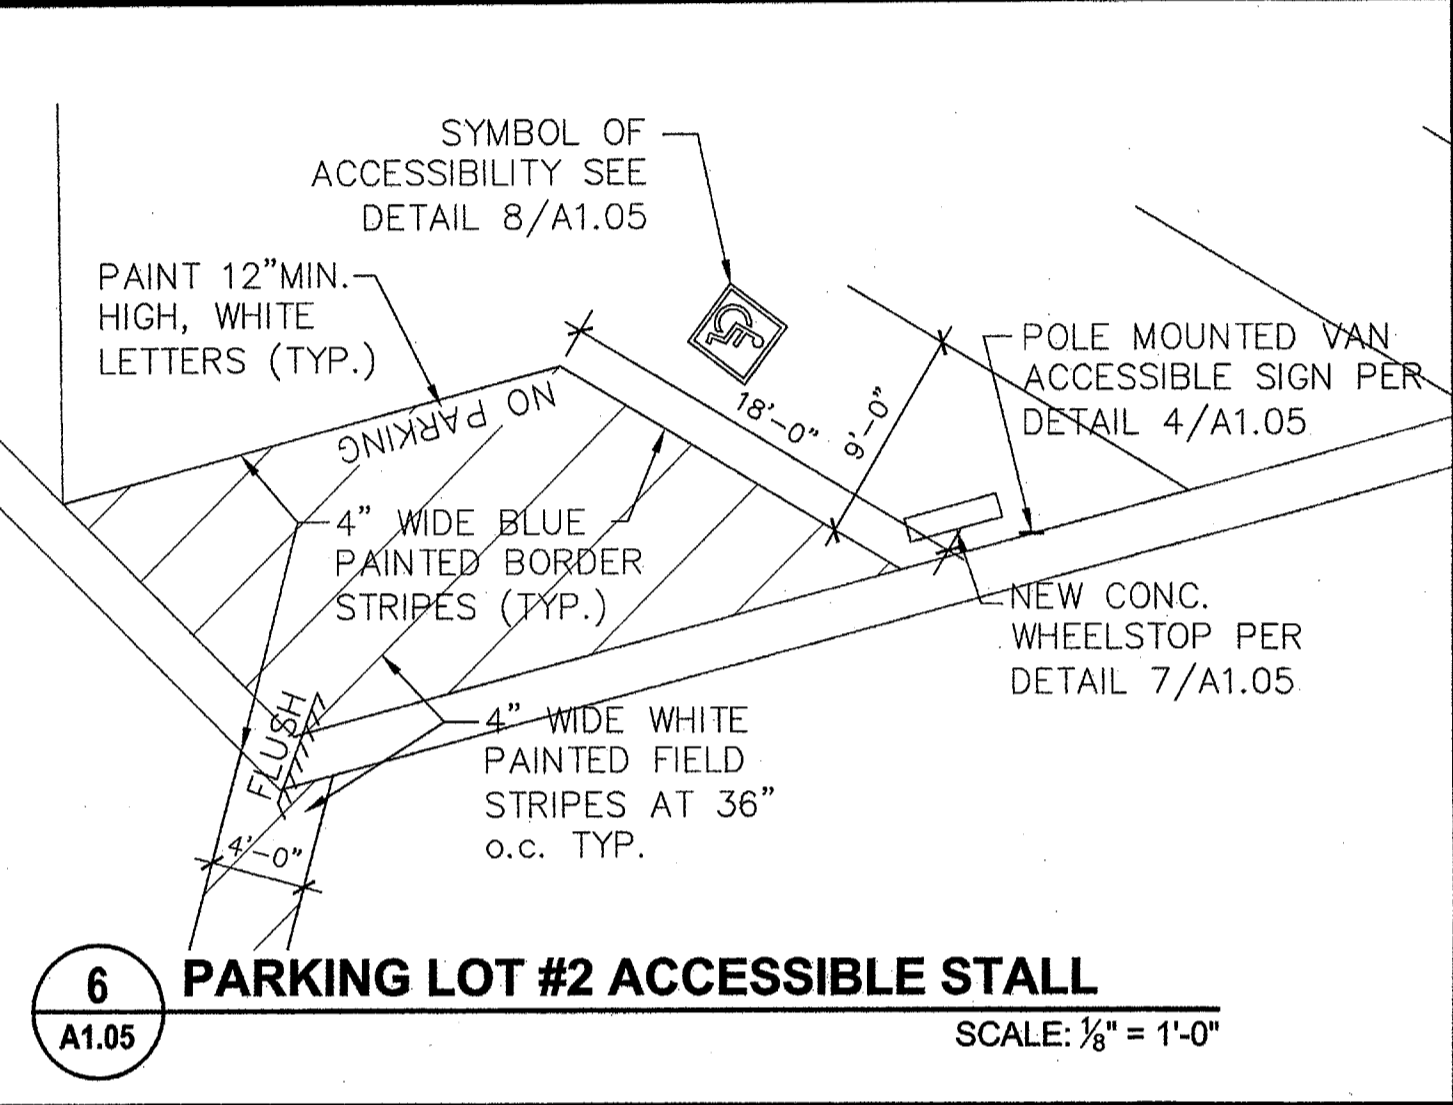 SYMBOL OF
ACCESSIBILITY SEE
DETAIL 8/A1.05
PAINT 12”MIN.
HIGH, WHITE
LETTERS (TYP.)
NO PARKING
18'-0”
9'-0”
POLE MOUNTED VAN
ACCESSIBLE SIGN PER
DETAIL 4/A1.05
4” WIDE BLUE
PAINTED BORDER
STRIPES (TYP.)
NEW CONC.
WHEELSTOP PER
DETAIL 7/A1.05
FLUSH
4” WIDE WHITE
PAINTED FIELD
STRIPES AT 36”
o.c. TYP.
4'-0”
6
A1.05
PARKING LOT #2 ACCESSIBLE STALL
SCALE: ⅛" = 1'-0"